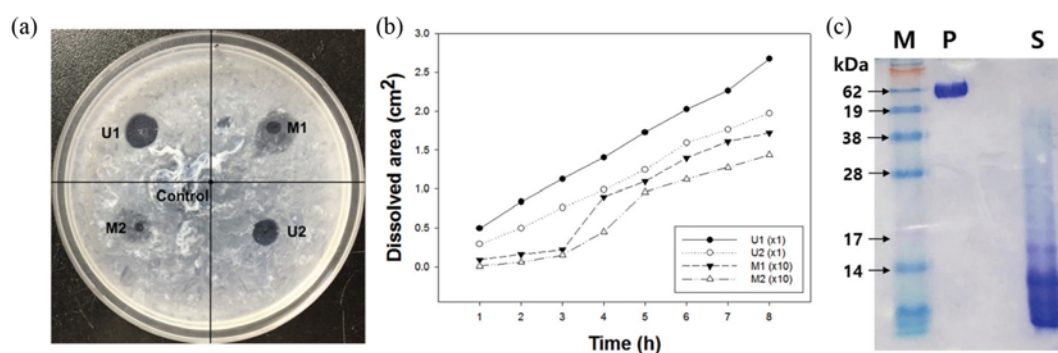 (a)
U1
M1
Control
M2
U2
(b)
Dissolved area (cm2)
3.0
2.5
2.0
1.5
1.0
0.5
0.0
1 2 3 4 5 6 7 8
Time (h)
U1 (x1)
U2 (x1)
M1 (x10)
M2 (x10)
(c)
M P S
kDa
62
19
38
28
17
14